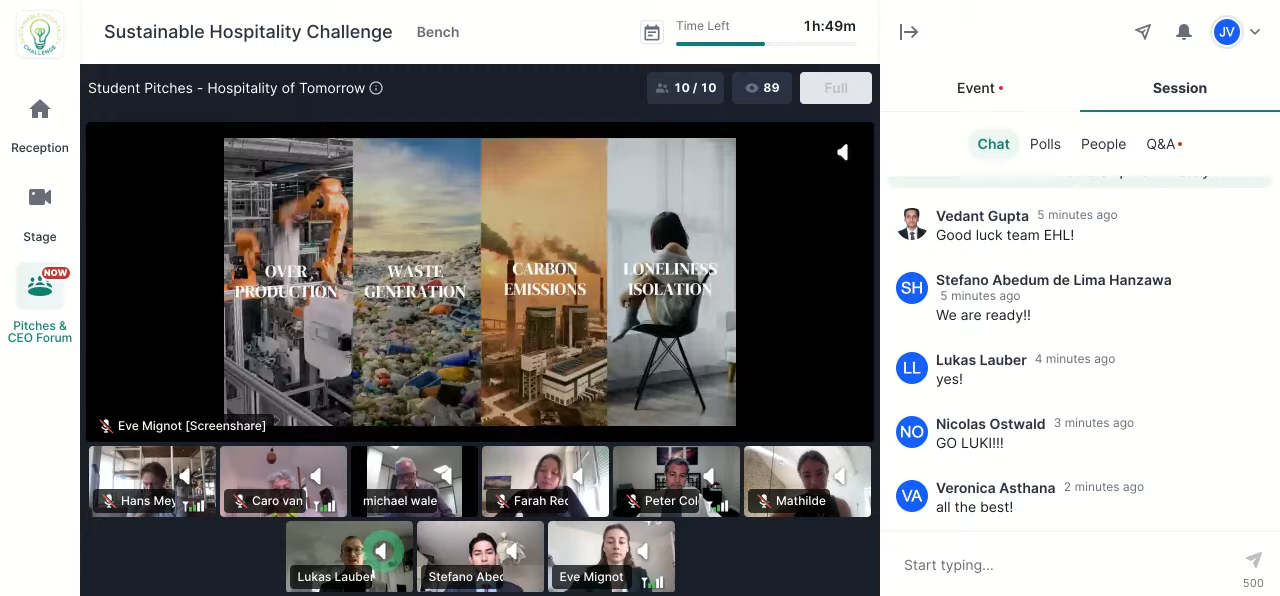 SUSTAINABLE HOSPITALITY
CHALLENGE
Sustainable Hospitality Challenge
Bench
Time Left
1h:49m
JV
Student Pitches - Hospitality of Tomorrow
10 / 10
89
Full
Event
Session
Reception
Stage
NOW
Pitches &
CEO Forum
Chat
Polls
People
Q&A
OVER
PRODUCTION
WASTE
GENERATION
CARBON
EMISSIONS
LONELINESS
ISOLATION
Eve Mignot [Screenshare]
Hans Mey
Caro van
michael wale
Farah Red
Peter Col
Mathilde
Lukas Lauber
Stefano Abed
Eve Mignot
Vedant Gupta 5 minutes ago
Good luck team EHL!
SH
Stefano Abedum de Lima Hanzawa
5 minutes ago
We are ready!!
LL
Lukas Lauber 4 minutes ago
yes!
NO
Nicolas Ostwald 3 minutes ago
GO LUKI!!!
VA
Veronica Asthana 2 minutes ago
all the best!
Start typing...
500